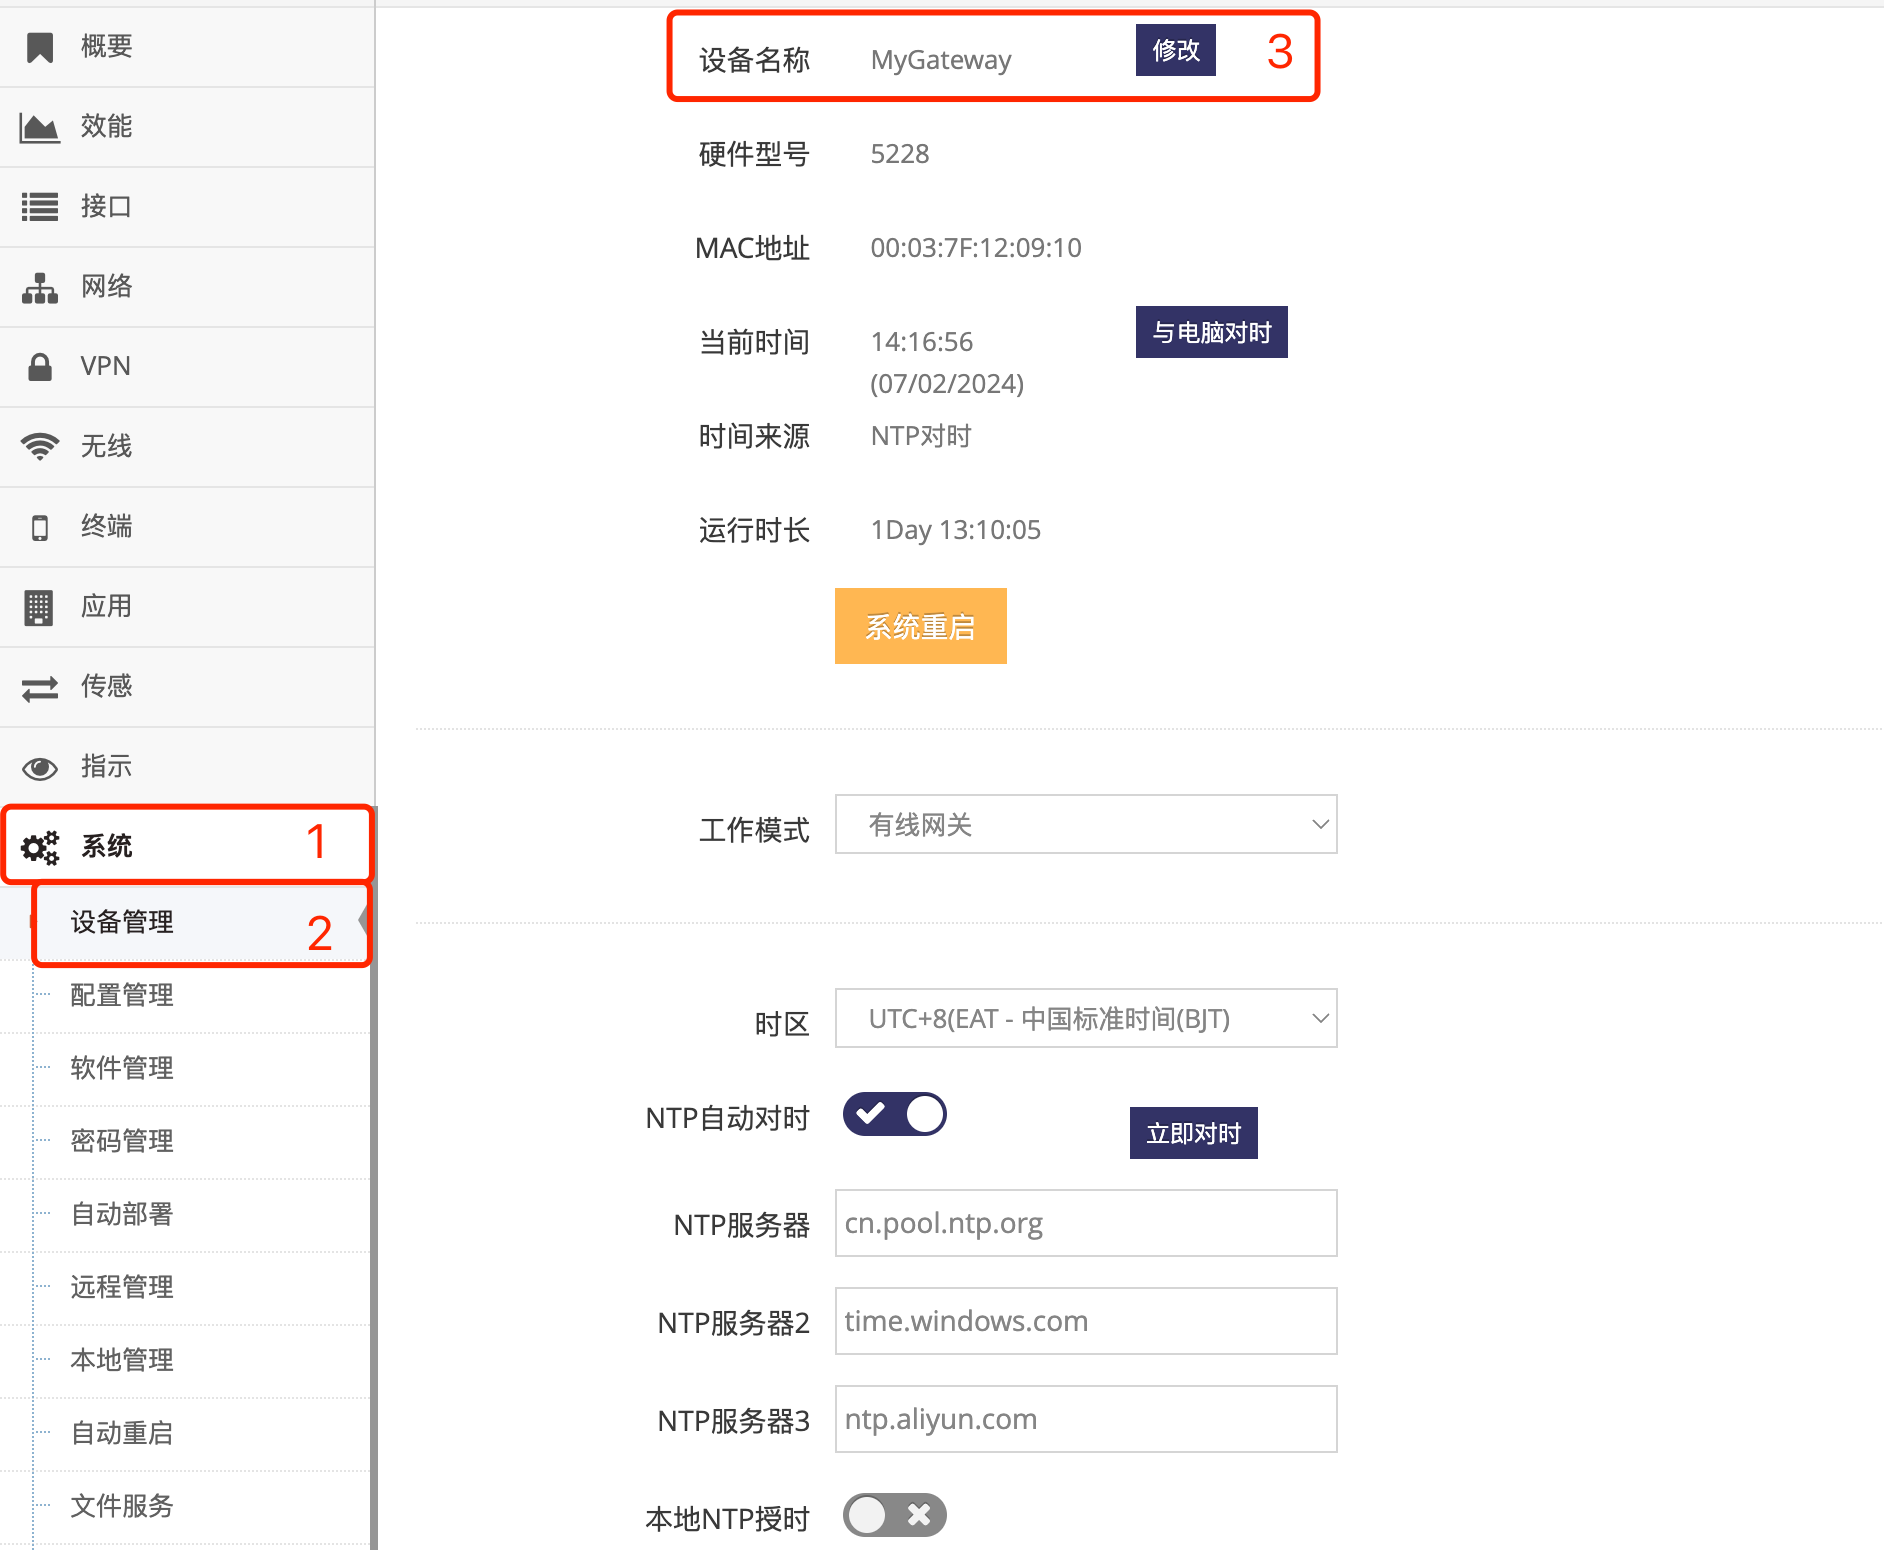 概要
效能
接口
网络
VPN
无线
终端
应用
传感
指示
系统 1
设备管理 2
配置管理
软件管理
密码管理
自动部署
远程管理
本地管理
自动重启
文件服务
设备名称 MyGateway 修改 3
硬件型号 5228
MAC地址 00:03:7F:12:09:10
当前时间 14:16:56 与电脑对时
(07/02/2024)
时间来源 NTP对时
运行时长 1Day 13:10:05
系统重启
工作模式 有线网关
时区 UTC+8(EAT - 中国标准时间(BJT)
NTP自动对时 立即对时
NTP服务器 cn.pool.ntp.org
NTP服务器2 time.windows.com
NTP服务器3 ntp.aliyun.com
本地NTP授时